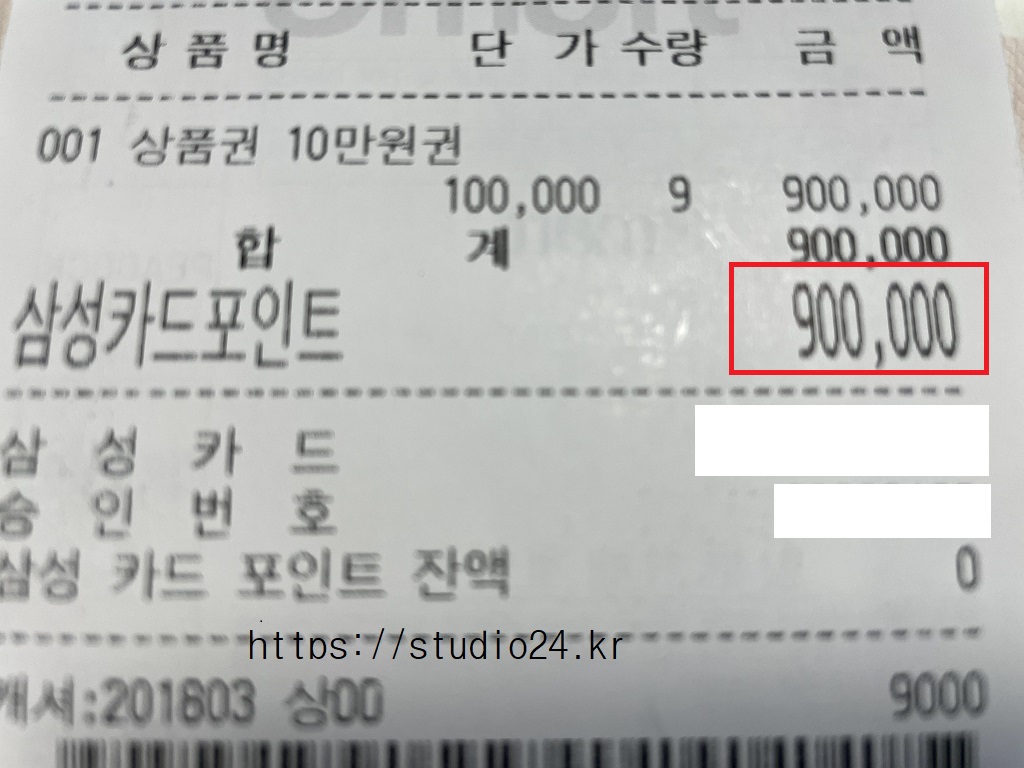 상 품 명 단 가 수량 금 액
001 상품권 10만원권
100,000 9 900,000
합 계 900,000
삼성카드포인트 900,000
삼 성 카 드
승 인 번 호
삼성 카드 포인트 잔액 0
https://studio24.kr
캐셔:201803 상00 9000